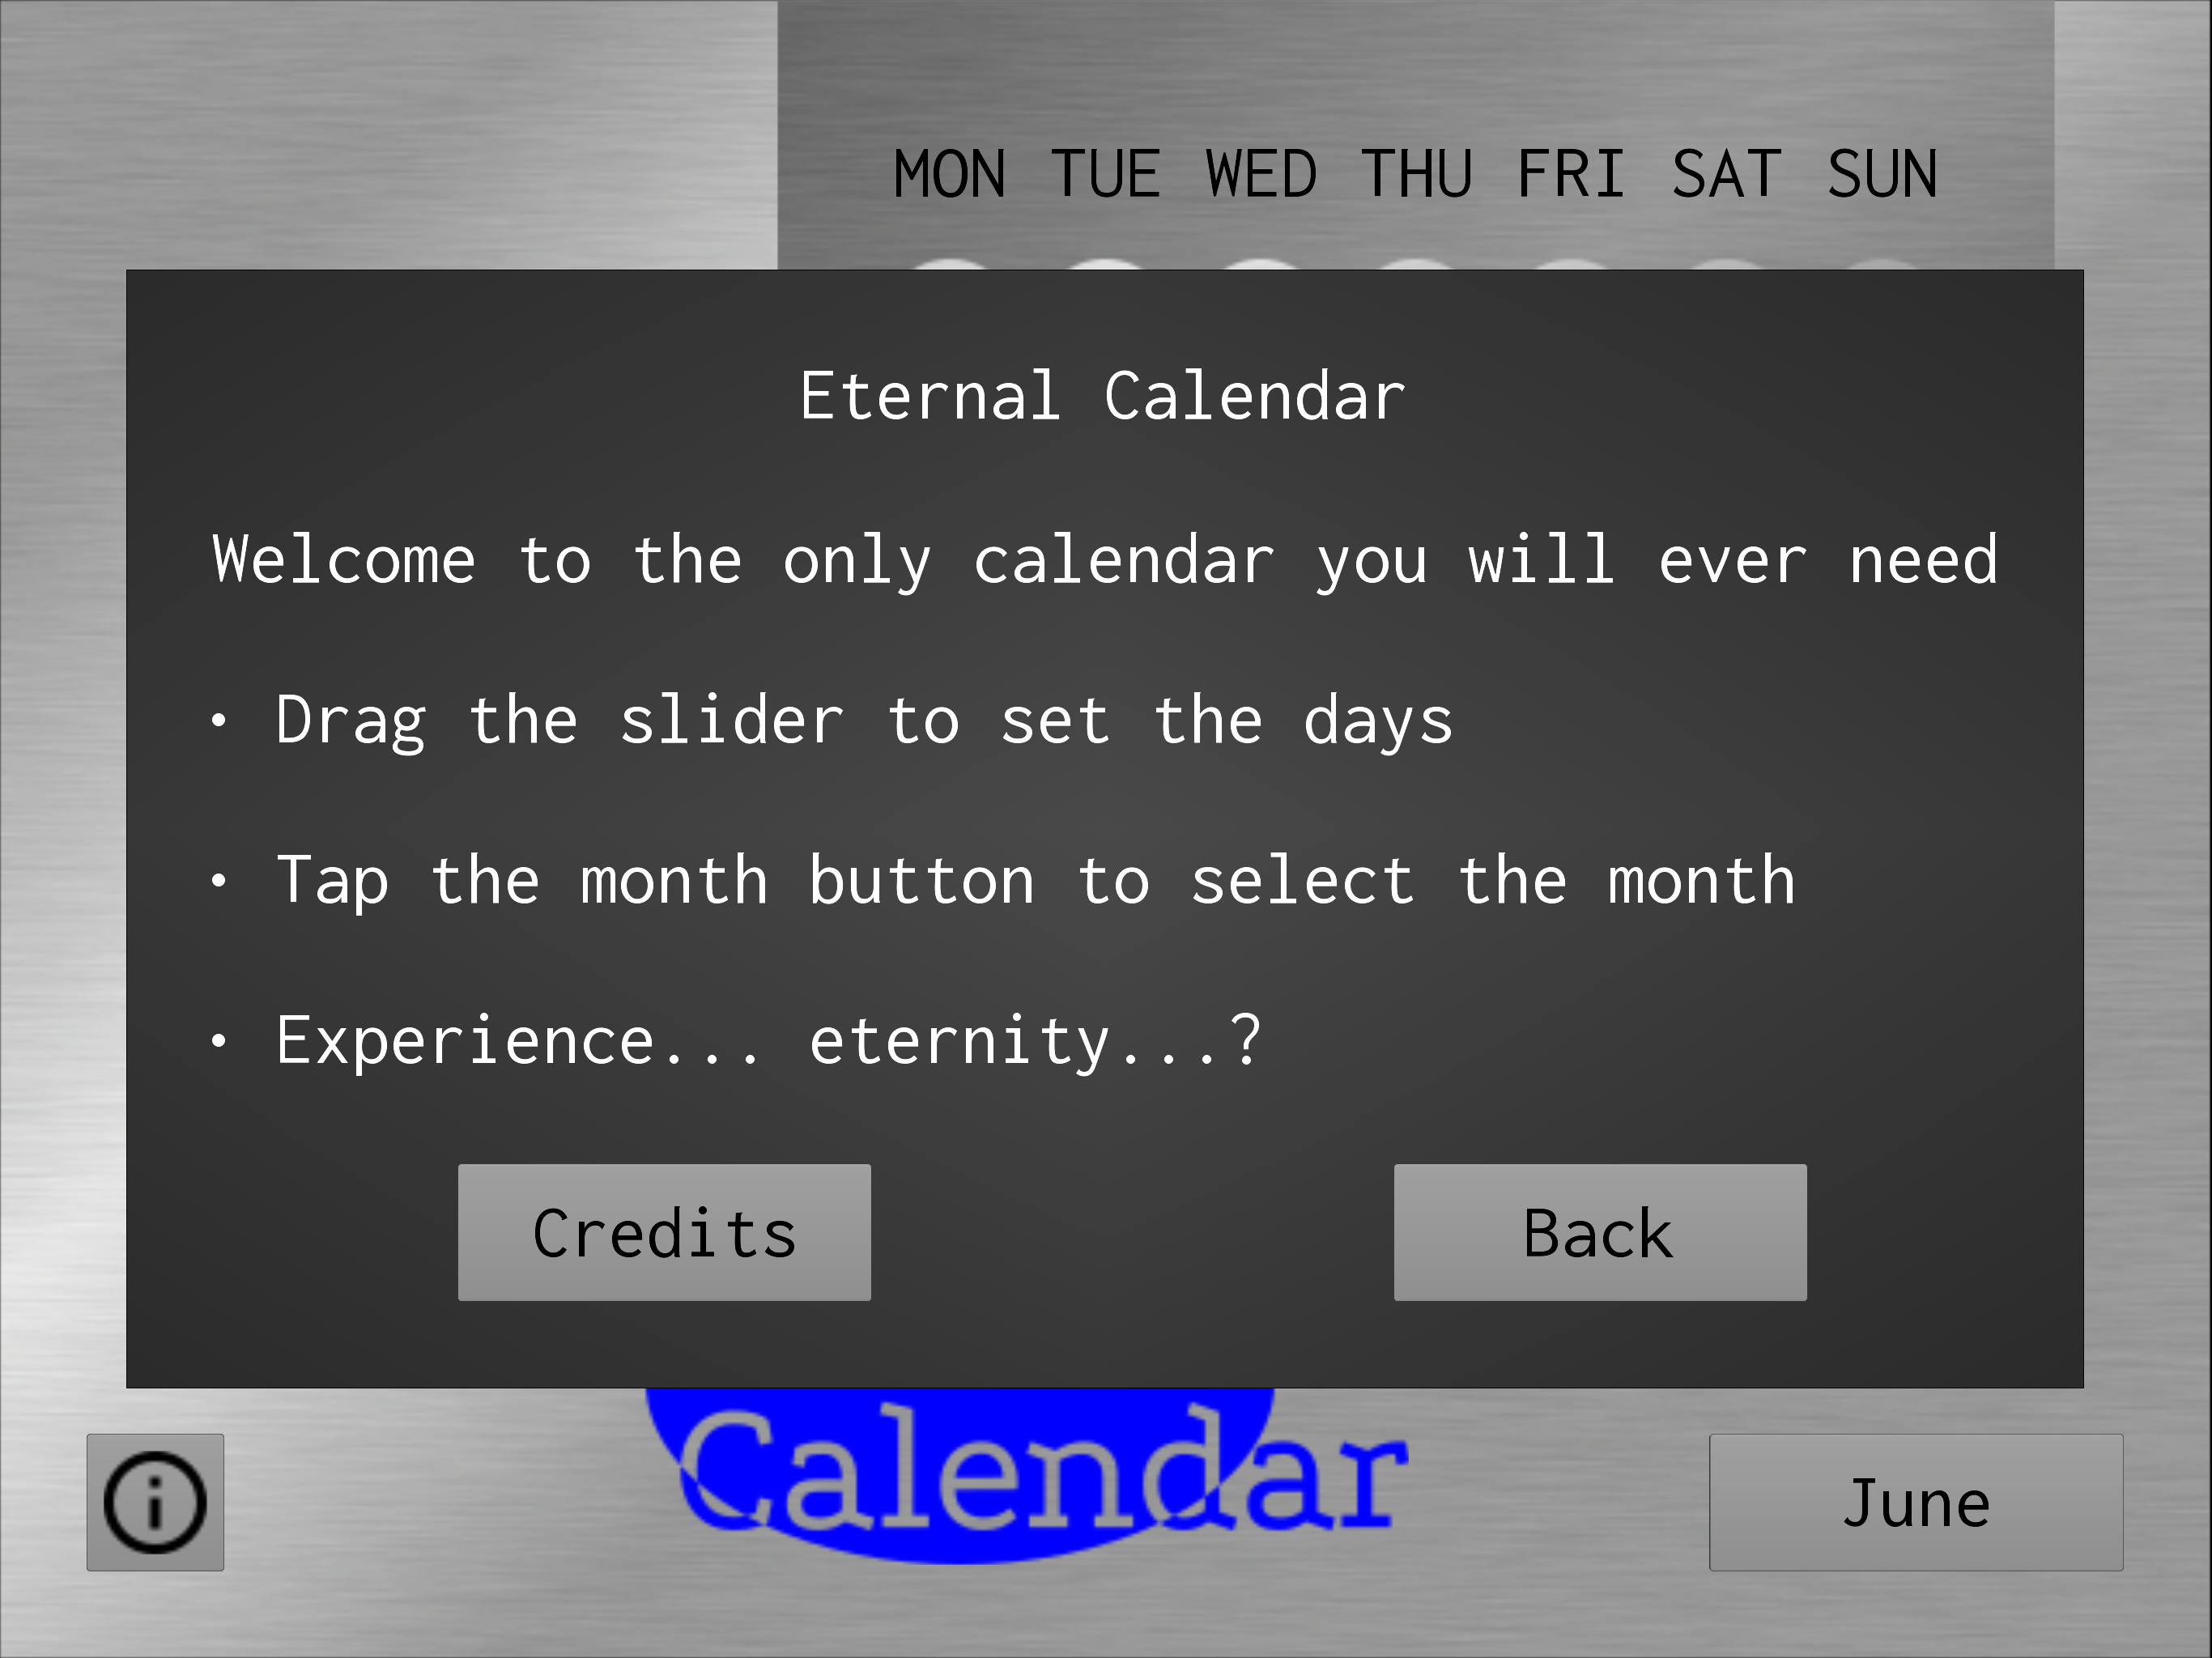 MON TUE WED THU FRI SAT SUN
Eternal Calendar
Welcome to the only calendar you will ever need
• Drag the slider to set the days
• Tap the month button to select the month
• Experience... eternity...?
Credits
Back
Calendar
i
June